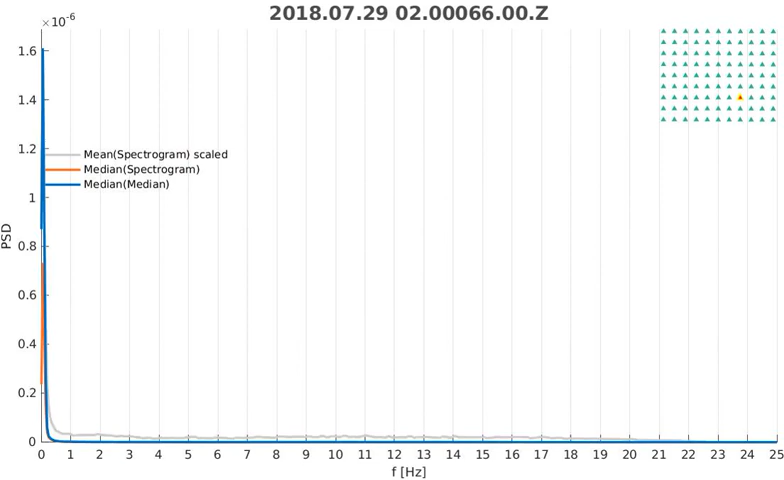 2018.07.29 02.00066.00.Z
×10⁻⁶
1.6
1.4
1.2
1
0.8
0.6
0.4
0.2
0
PSD
Mean(Spectrogram) scaled
Median(Spectrogram)
Median(Median)
0 1 2 3 4 5 6 7 8 9 10 11 12 13 14 15 16 17 18 19 20 21 22 23 24 25
f [Hz]